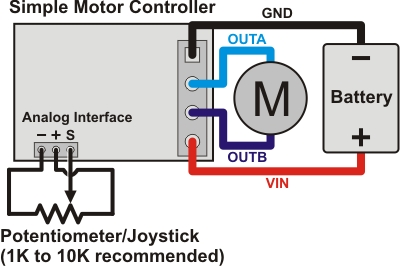 Simple Motor Controller
GND
OUTA
M
Battery
− +
Analog Interface
− + S
OUTB
VIN
Potentiometer/Joystick
(1K to 10K recommended)